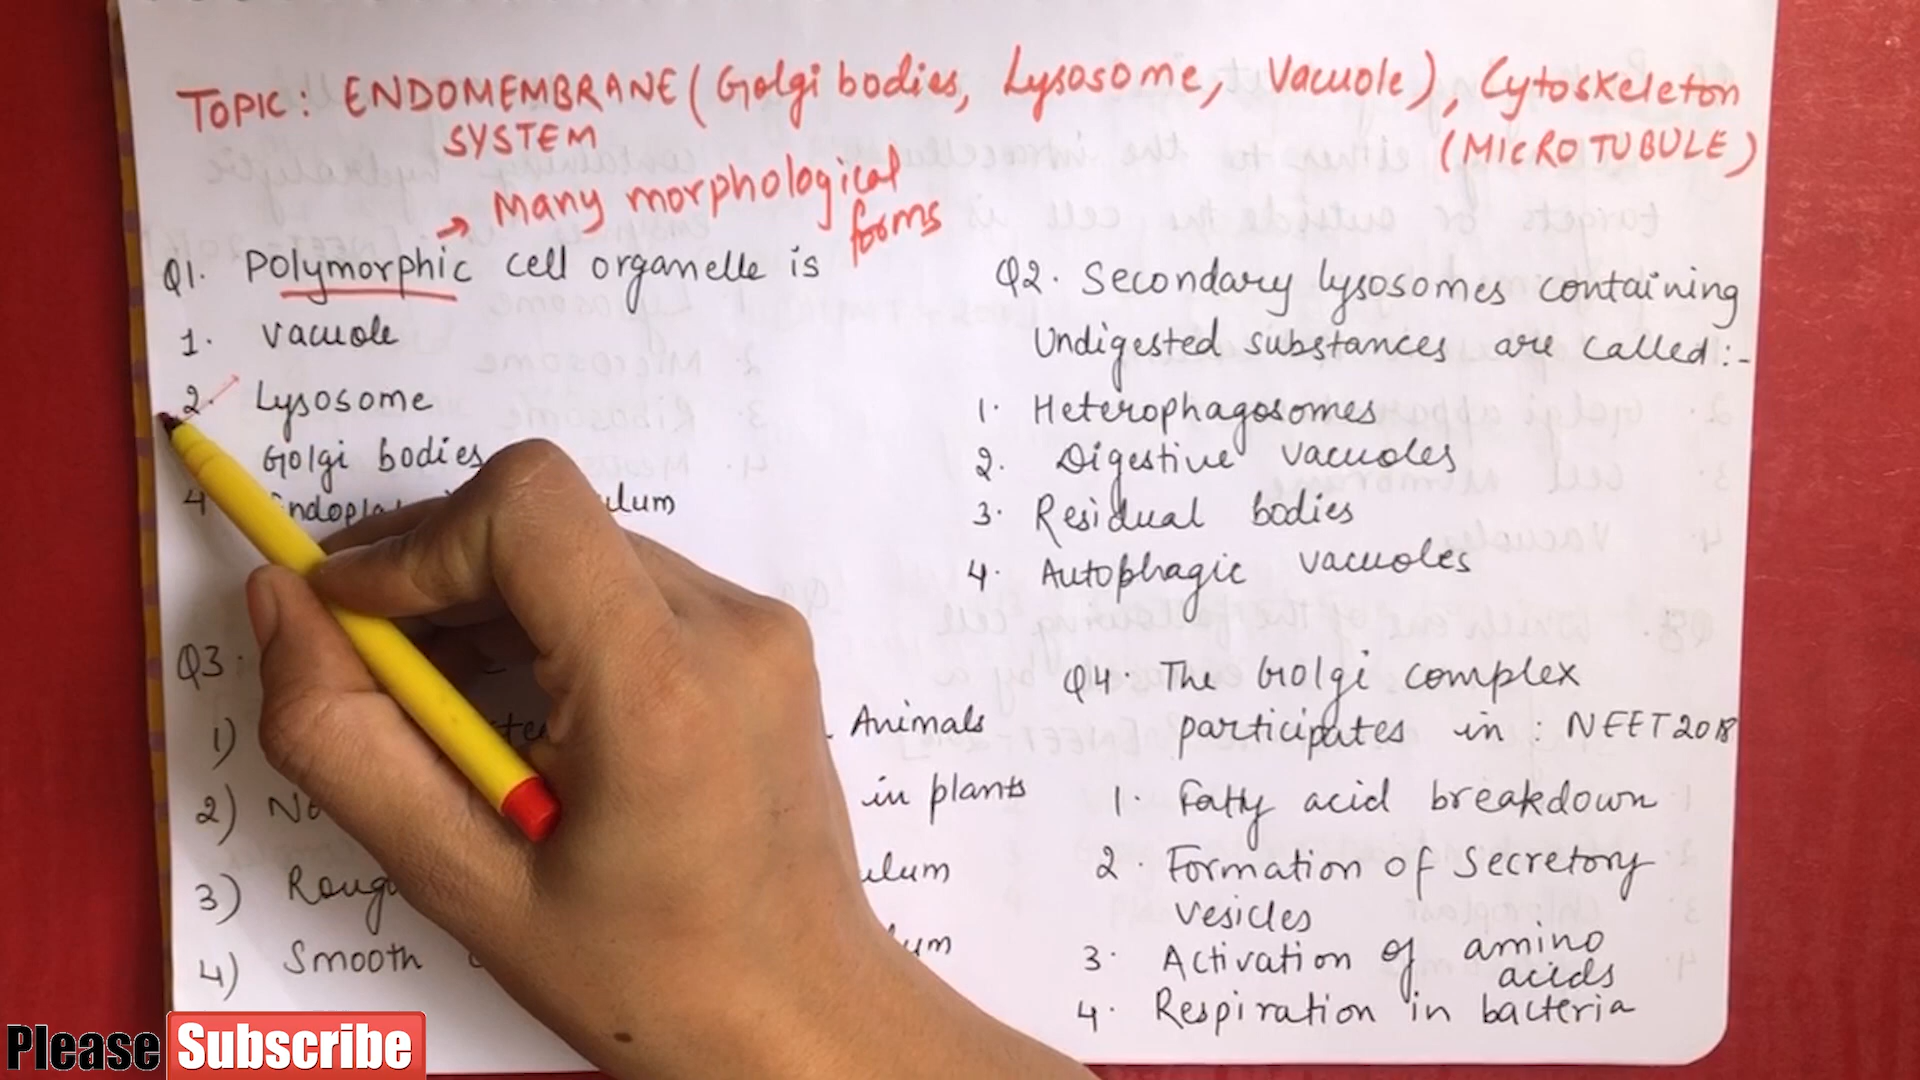 TOPIC: ENDOMEMBRANE (Golgi bodies, Lysosome, Vacuole), Cytoskeleton
SYSTEM (MICROTUBULE)
→ Many morphological
forms
Q1. Polymorphic cell organelle is
1. Vacuole
2. Lysosome
Golgi bodies
4
Q2. Secondary lysosomes containing
Undigested substances are called:-
1. Heterophagosomes
2. Digestive vacuoles
3. Residual bodies
4. Autophagic vacuoles
Q3.
1) Animals
2) in plants
3)
4) Smooth
Q4. The Golgi complex
participates in : NEET 2018
1. Fatty acid breakdown
2. Formation of secretory
vesicles
3. Activation of amino
acids
4. Respiration in bacteria
Please Subscribe